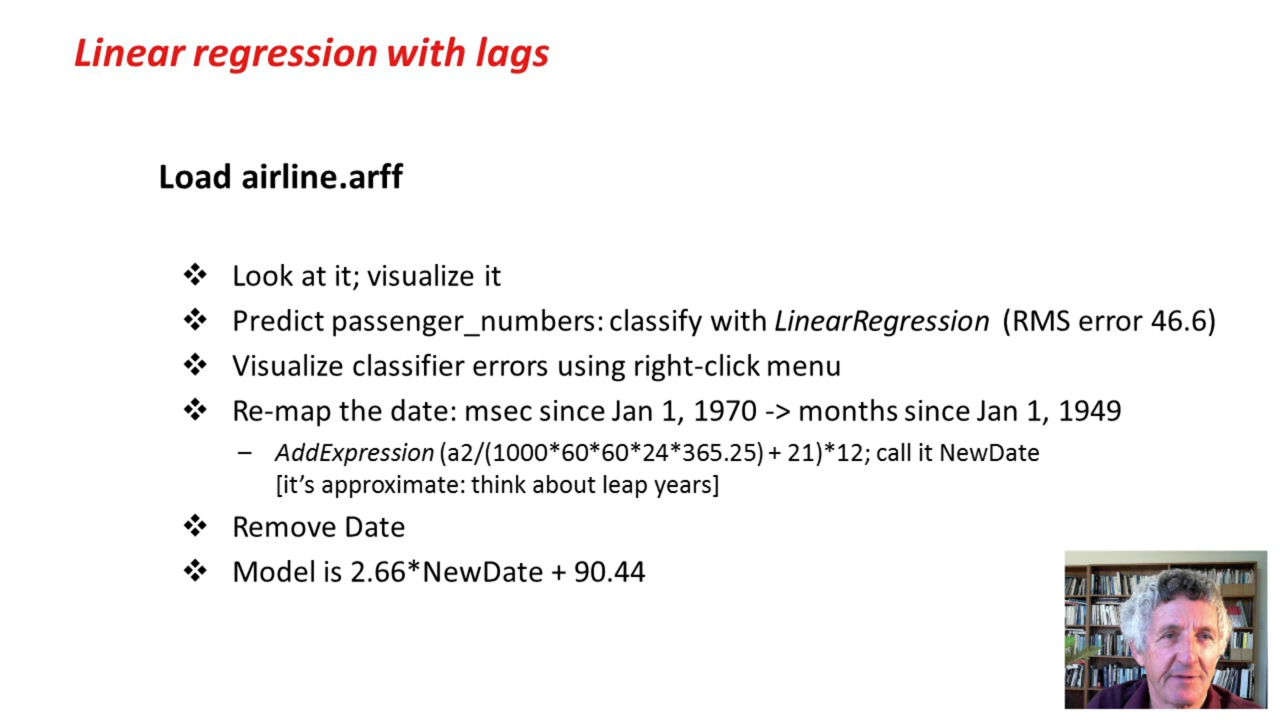 Linear regression with lags
Load airline.arff
❖ Look at it; visualize it
❖ Predict passenger_numbers: classify with LinearRegression (RMS error 46.6)
❖ Visualize classifier errors using right-click menu
❖ Re-map the date: msec since Jan 1, 1970 -> months since Jan 1, 1949
– AddExpression (a2/(1000*60*60*24*365.25) + 21)*12; call it NewDate
[it’s approximate: think about leap years]
❖ Remove Date
❖ Model is 2.66*NewDate + 90.44